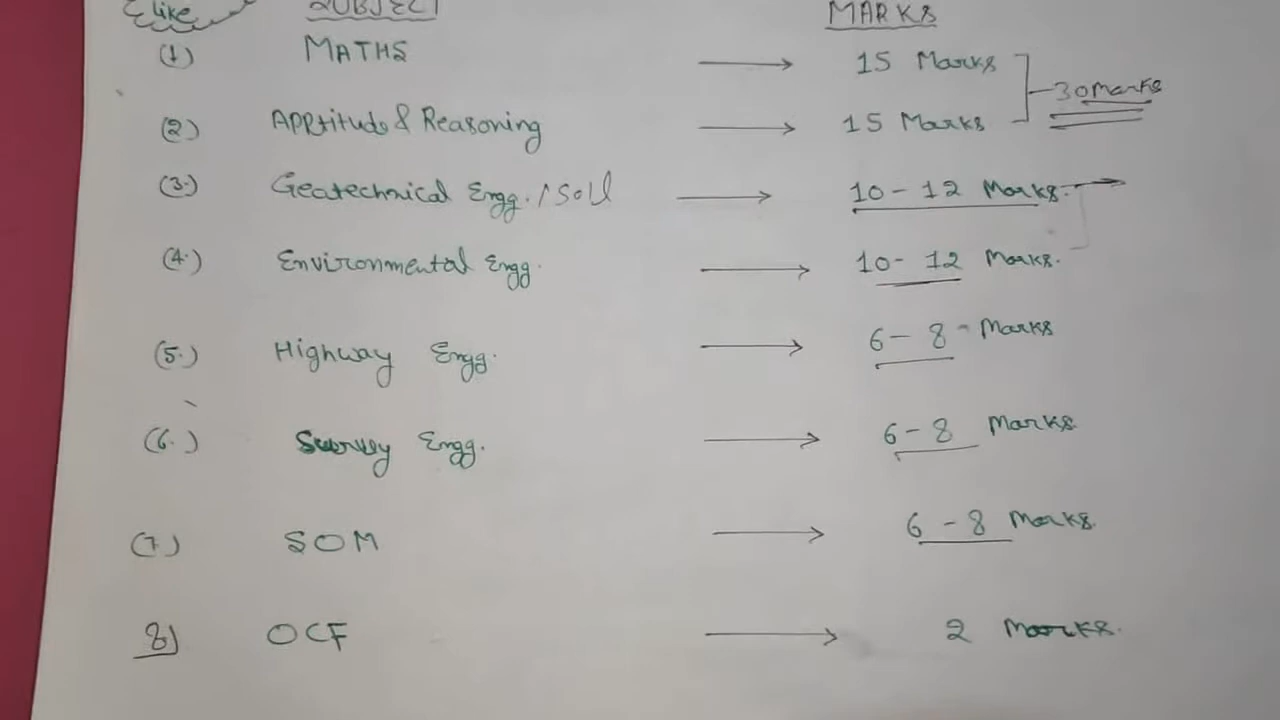 like SUBJECT MARKS
(1) MATHS → 15 Marks
30 marks
(2) Apptitude & Reasoning → 15 Marks
(3.) Geotechnical Engg. / Soil → 10 - 12 Marks.
(4.) Environmental Engg. → 10 - 12 Marks.
(5.) Highway Engg. → 6 - 8 - Marks
(6.) Survey Engg. → 6 - 8 Marks
(7.) SOM → 6 - 8 Marks
8) OCF → 2 Marks.